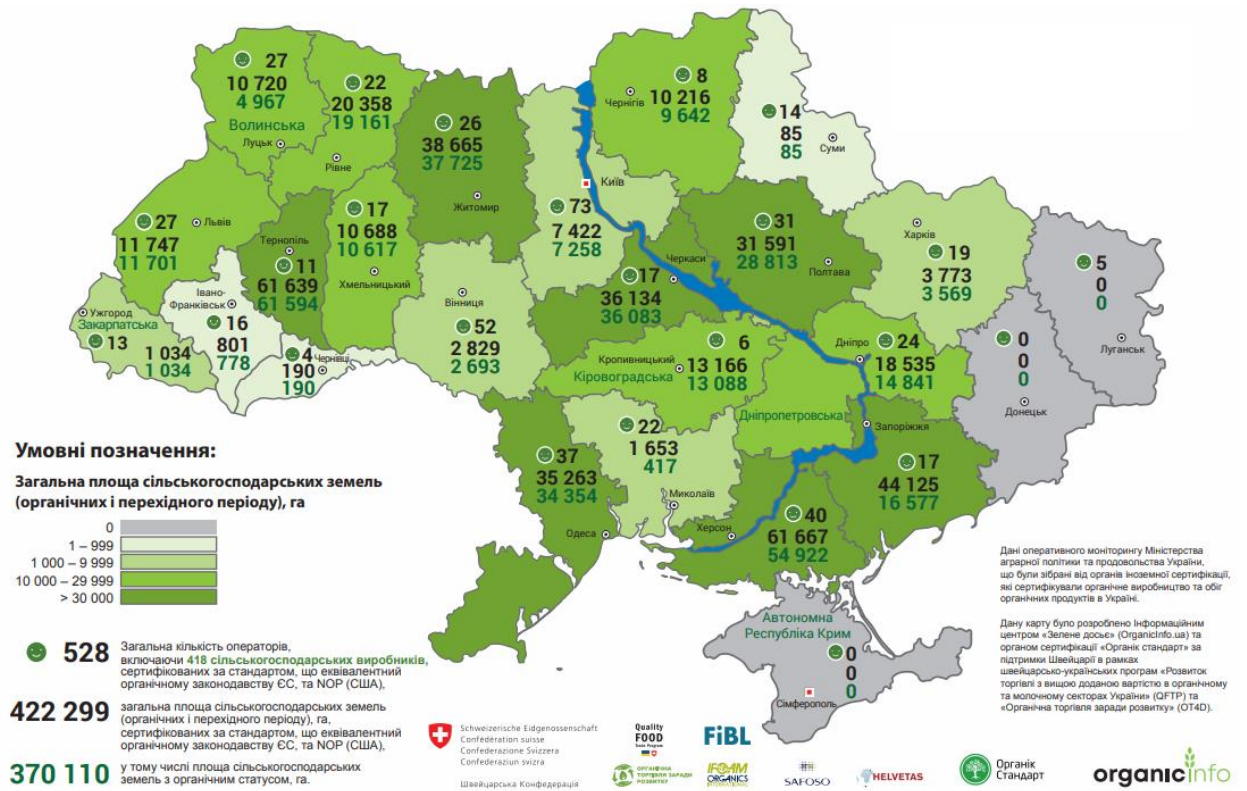 27
10 720
4 967
Волинська
Луцьк
22
20 358
19 161
Рівне
26
38 665
37 725
Житомир
8
Чернігів 10 216
9 642
14
85
85
Суми
Київ
73
7 422
7 258
27
Львів
11 747
11 701
Тернопіль
11
61 639
61 594
17
10 688
10 617
Хмельницький
Вінниця
52
2 829
2 693
Черкаси
17
36 134
36 083
31
31 591
28 813
Полтава
Харків
19
3 773
3 569
5
0
0
Луганськ
0
0
0
Донецьк
Ужгород
Закарпатська
13
1 034
1 034
Івано-
Франківськ
16
801
778
4
Чернівці
190
190
6
Кропивницький
13 166
Кіровоградська
13 088
Дніпро
24
18 535
14 841
Дніпропетровська
Запоріжжя
17
44 125
16 577
22
1 653
417
Миколаїв
37
35 263
34 354
Одеса
Херсон
40
61 667
54 922
Автономна
Республіка Крим
0
0
0
Сімферополь
Умовні позначення:
Загальна площа сільськогосподарських земель
(органічних і перехідного періоду), га
0
1 – 999
1 000 – 9 999
10 000 – 29 999
> 30 000
528
Загальна кількість операторів,
включаючи 418 сільськогосподарських виробників,
сертифікованих за стандартом, що еквівалентний
органічному законодавству ЄС, та NOP (США),
422 299
загальна площа сільськогосподарських земель
(органічних і перехідного періоду), га,
сертифікованих за стандартом, що еквівалентний
органічному законодавству ЄС, та NOP (США),
370 110
у тому числі площа сільськогосподарських
земель з органічним статусом, га.
Дані оперативного моніторингу Міністерства
аграрної політики та продовольства України,
що були зібрані від органів іноземної сертифікації,
які сертифікували органічне виробництво та обіг
органічних продуктів в Україні.
Дану карту було розроблено Інформаційним
центром «Зелене досьє» (OrganicInfo.ua) та
органом сертифікації «Органік стандарт» за
підтримки Швейцарії в рамках
швейцарсько-українських програм «Розвиток
торгівлі з вищою доданою вартістю в органічному
та молочному секторах України» (QFTP) та
«Органічна торгівля заради розвитку» (OT4D).
Schweizerische Eidgenossenschaft
Confédération suisse
Confederazione Svizzera
Confederaziun svizra
Швейцарська Конфедерація
Quality
FOOD
Trade Program
FiBL
ОРГАНІЧНА
ТОРГІВЛЯ ЗАРАДИ
РОЗВИТКУ
IFOAM
ORGANICS
INTERNATIONAL
SAFOSO
HELVETAS
Органік
Стандарт
organicinfo